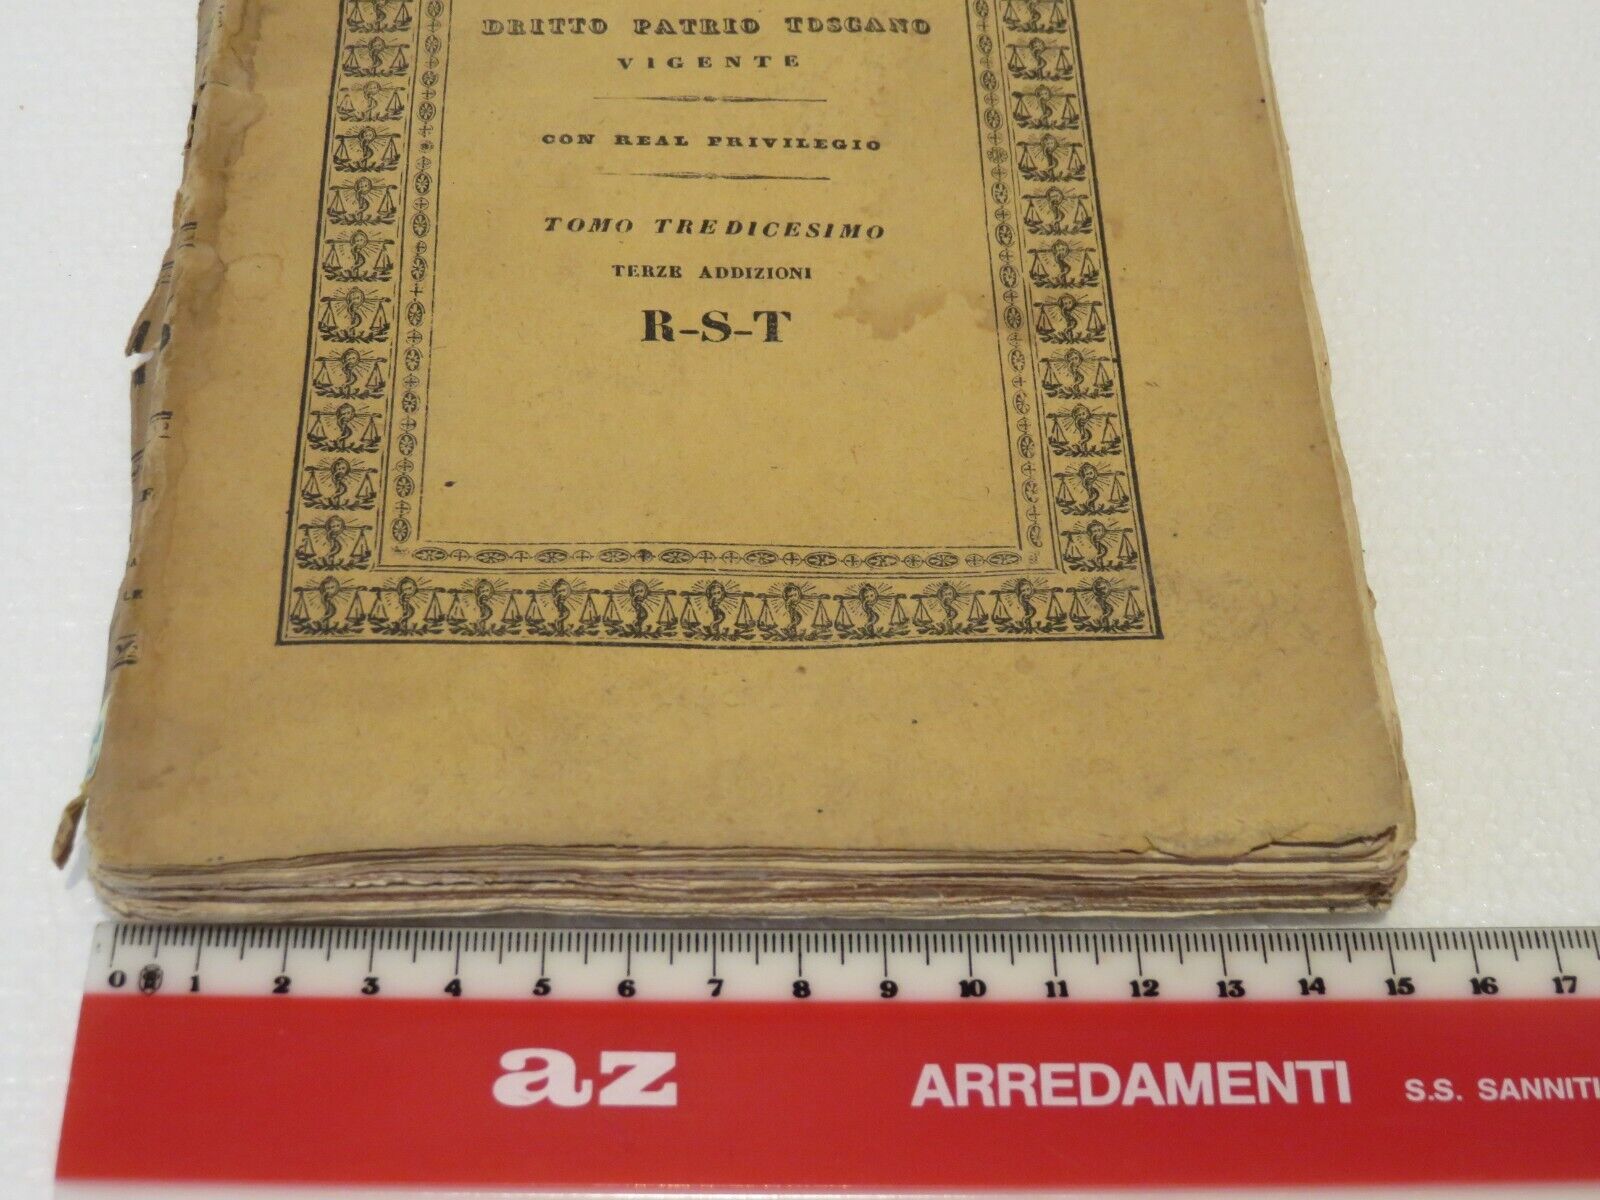 DRITTO PATRIO TOSCANO
VIGENTE
CON REAL PRIVILEGIO
TOMO TREDICESIMO
TERZE ADDIZIONI
R-S-T
F.
0 1 2 3 4 5 6 7 8 9 10 11 12 13 14 15 16 17
az ARREDAMENTI S.S. SANNITI